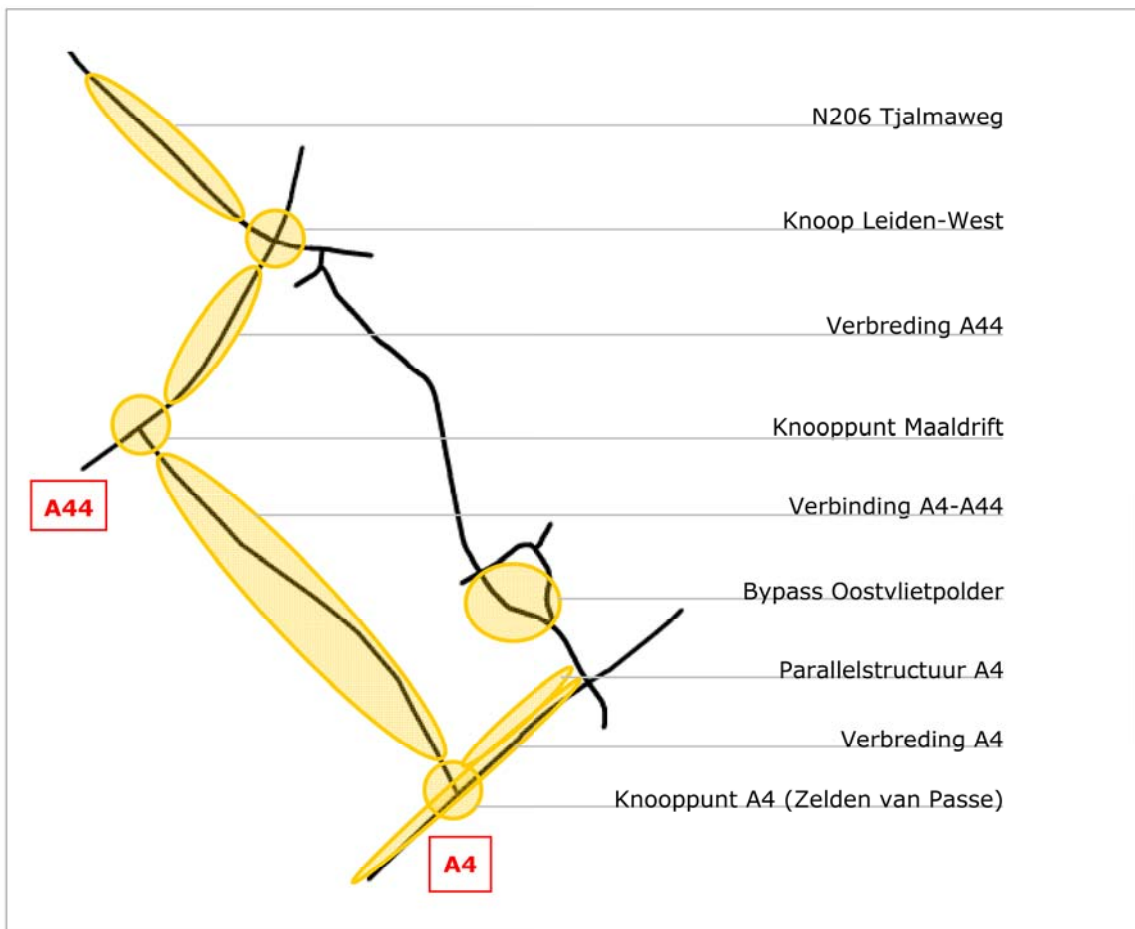 N206 Tjalmaweg
Knoop Leiden-West
Verbreding A44
Knooppunt Maaldrift
A44
Verbinding A4-A44
Bypass Oostvlietpolder
Parallelstructuur A4
Verbreding A4
Knooppunt A4 (Zelden van Passe)
A4